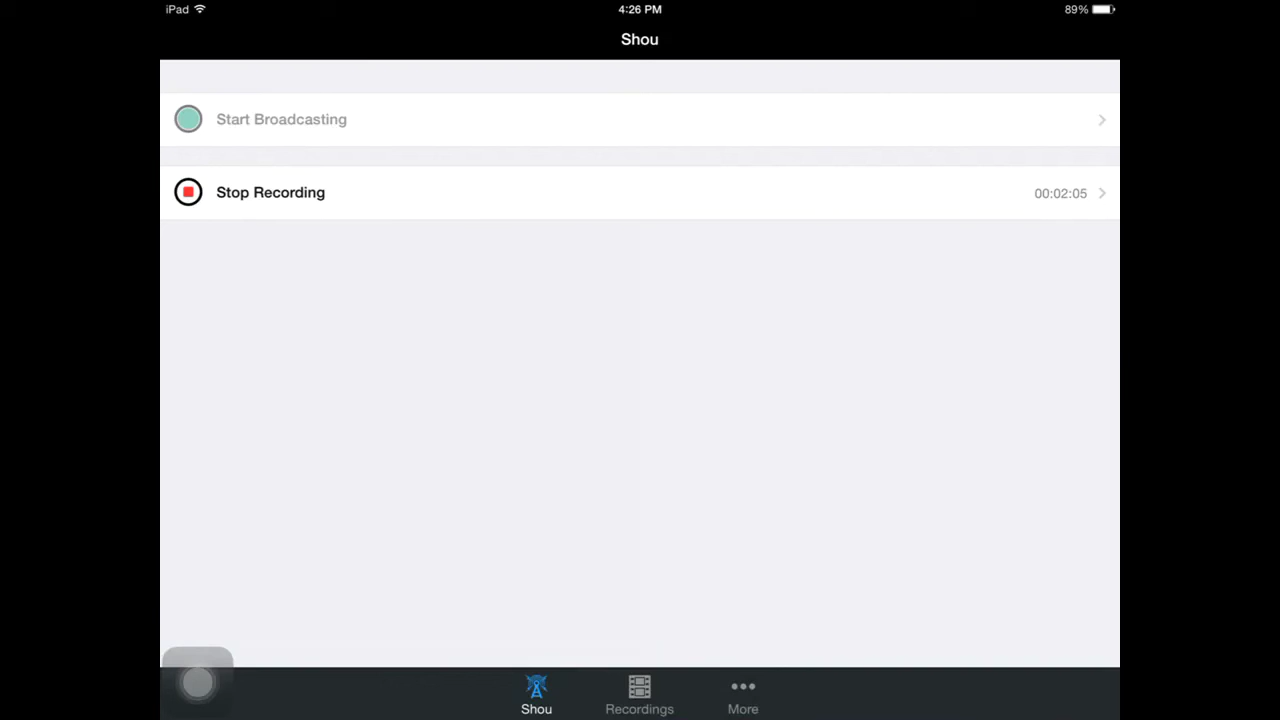 iPad 4:26 PM 89%
Shou
Start Broadcasting
Stop Recording 00:02:05
Shou Recordings More